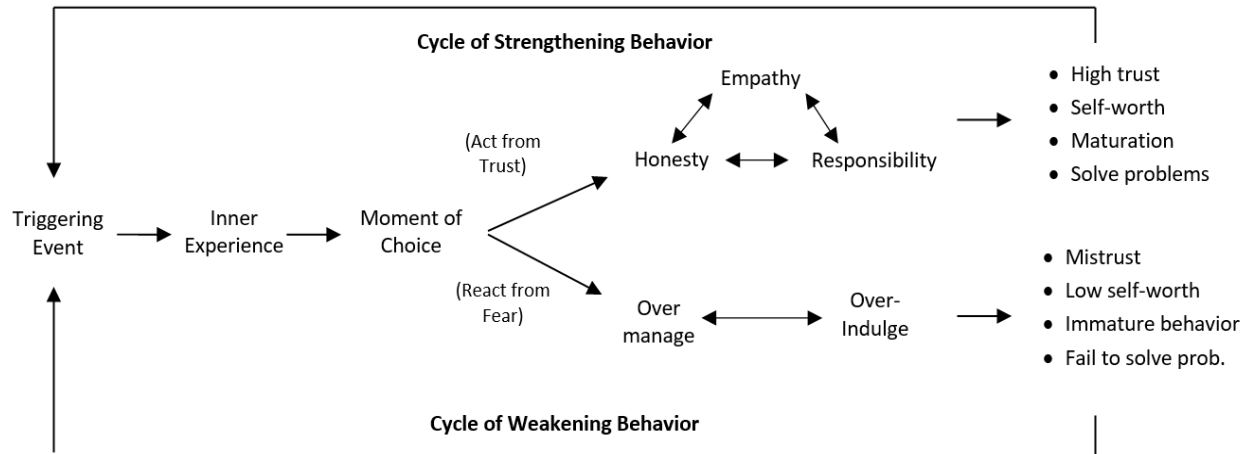 Cycle of Strengthening Behavior
Empathy
(Act from
Trust)
Honesty
Responsibility
• High trust
• Self-worth
• Maturation
• Solve problems
Triggering
Event
Inner
Experience
Moment of
Choice
(React from
Fear)
Over
manage
Over-
Indulge
• Mistrust
• Low self-worth
• Immature behavior
• Fail to solve prob.
Cycle of Weakening Behavior